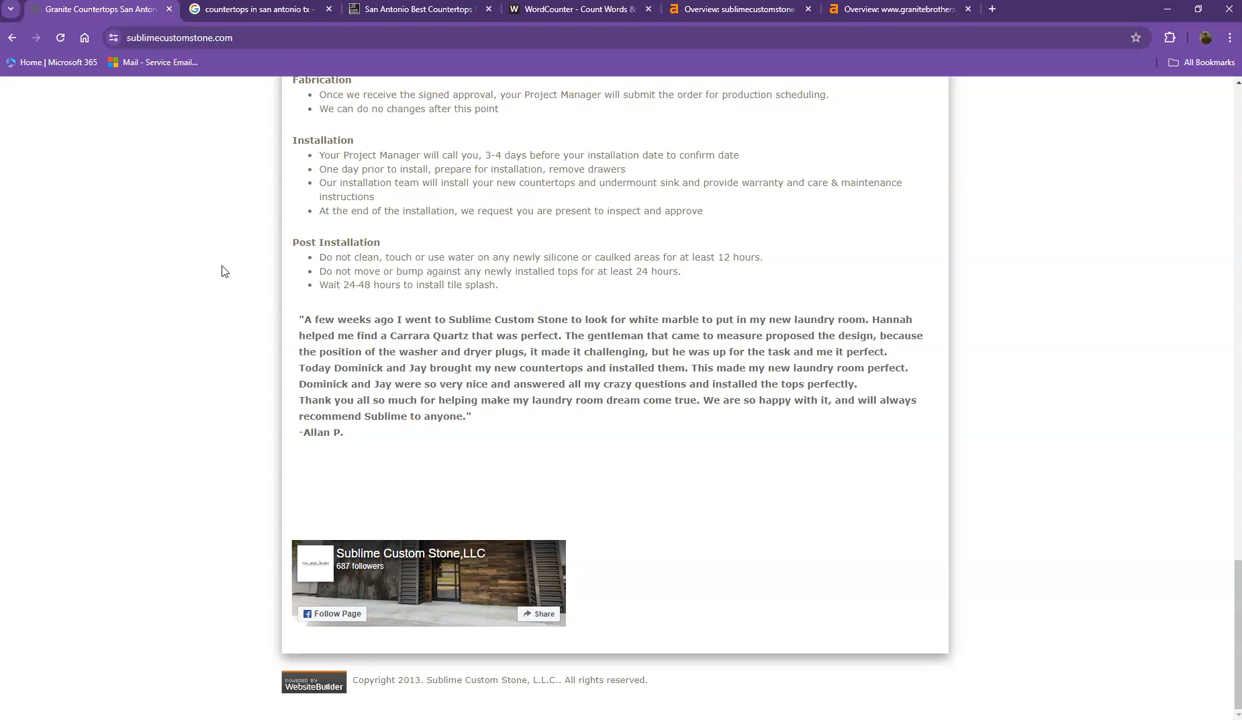 Granite Countertops San Anton
countertops in san antonio tx -
San Antonio Best Countertops
WordCounter - Count Words &
Overview: sublimecustomstone
Overview: www.granitebrothers
sublimecustomstone.com
Home | Microsoft 365
Mail - Service Email...
All Bookmarks
Fabrication
• Once we receive the signed approval, your Project Manager will submit the order for production scheduling.
• We can do no changes after this point
Installation
• Your Project Manager will call you, 3-4 days before your installation date to confirm date
• One day prior to install, prepare for installation, remove drawers
• Our installation team will install your new countertops and undermount sink and provide warranty and care & maintenance
instructions
• At the end of the installation, we request you are present to inspect and approve
Post Installation
• Do not clean, touch or use water on any newly silicone or caulked areas for at least 12 hours.
• Do not move or bump against any newly installed tops for at least 24 hours.
• Wait 24-48 hours to install tile splash.
"A few weeks ago I went to Sublime Custom Stone to look for white marble to put in my new laundry room. Hannah
helped me find a Carrara Quartz that was perfect. The gentleman that came to measure proposed the design, because
the position of the washer and dryer plugs, it made it challenging, but he was up for the task and me it perfect.
Today Dominick and Jay brought my new countertops and installed them. This made my new laundry room perfect.
Dominick and Jay were so very nice and answered all my crazy questions and installed the tops perfectly.
Thank you all so much for helping make my laundry room dream come true. We are so happy with it, and will always
recommend Sublime to anyone."
-Allan P.
Sublime Custom Stone,LLC
687 followers
Follow Page
Share
POWERED BY
WebsiteBuilder
Copyright 2013. Sublime Custom Stone, L.L.C.. All rights reserved.